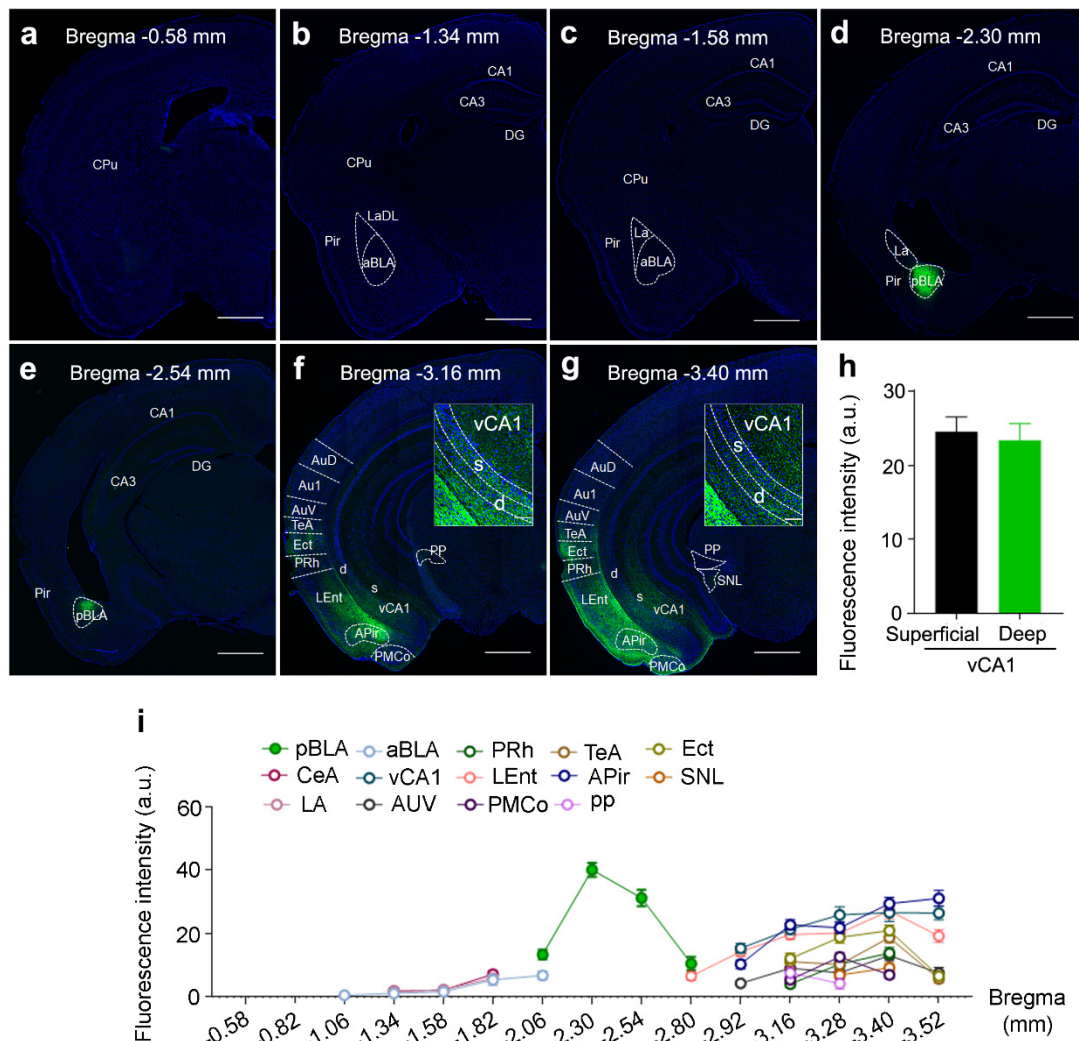 a Bregma -0.58 mm
CPu
b Bregma -1.34 mm
CA1
CA3
DG
CPu
LaDL
Pir
aBLA
c Bregma -1.58 mm
CA1
CA3
DG
CPu
La
Pir
aBLA
d Bregma -2.30 mm
CA1
CA3
DG
La
Pir
pBLA
e Bregma -2.54 mm
CA1
CA3
DG
Pir
pBLA
f Bregma -3.16 mm
vCA1
s
d
AuD
Au1
AuV
TeA
Ect
PRh
PP
d
s
LEnt
vCA1
APir
PMCo
g Bregma -3.40 mm
vCA1
s
d
AuD
Au1
AuV
TeA
Ect
PRh
PP
SNL
d
s
LEnt
vCA1
APir
PMCo
h
Fluorescence intensity (a.u.)
30
20
10
0
Superficial Deep
vCA1
i
pBLA aBLA PRh TeA Ect
CeA vCA1 LEnt APir SNL
LA AUV PMCo pp
Fluorescence intensity (a.u.)
60
40
20
0
-0.58 -0.82 -1.06 -1.34 -1.58 -1.82 -2.06 -2.30 -2.54 -2.80 -2.92 -3.16 -3.28 -3.40 -3.52
Bregma
(mm)